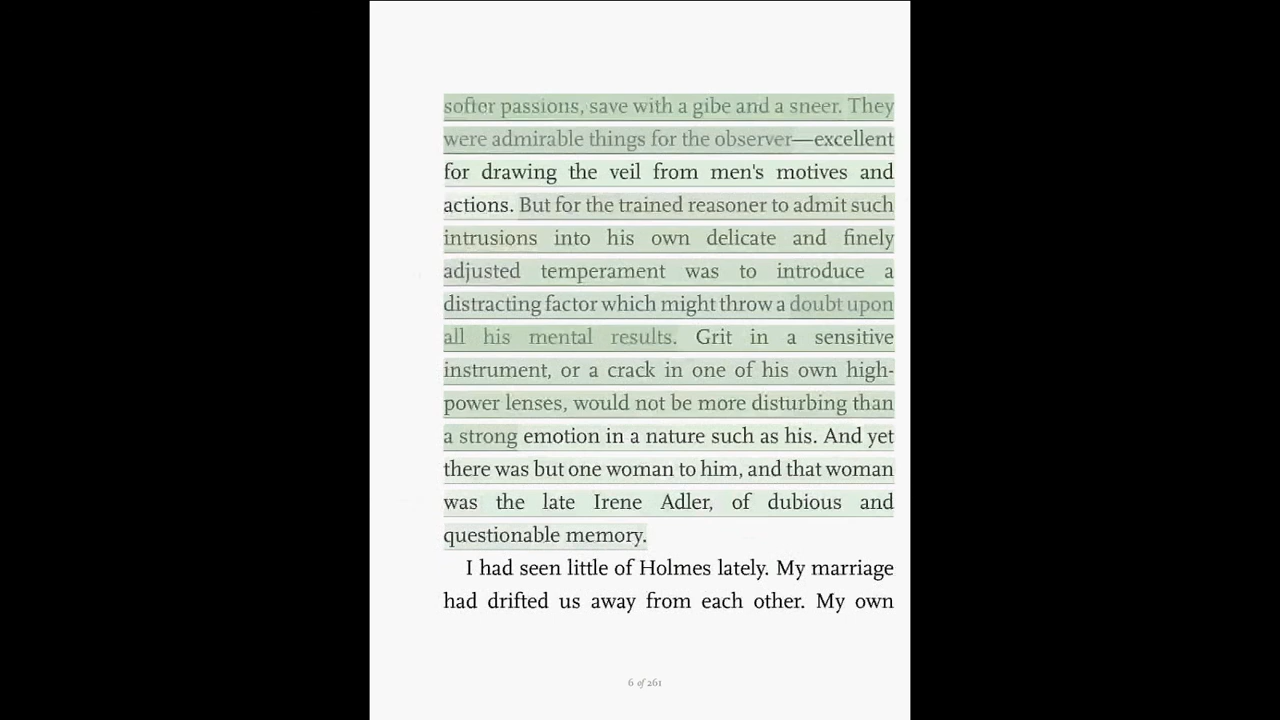 softer passions, save with a gibe and a sneer. They
were admirable things for the observer—excellent
for drawing the veil from men's motives and
actions. But for the trained reasoner to admit such
intrusions into his own delicate and finely
adjusted temperament was to introduce a
distracting factor which might throw a doubt upon
all his mental results. Grit in a sensitive
instrument, or a crack in one of his own high-
power lenses, would not be more disturbing than
a strong emotion in a nature such as his. And yet
there was but one woman to him, and that woman
was the late Irene Adler, of dubious and
questionable memory.
I had seen little of Holmes lately. My marriage
had drifted us away from each other. My own
6 of 261